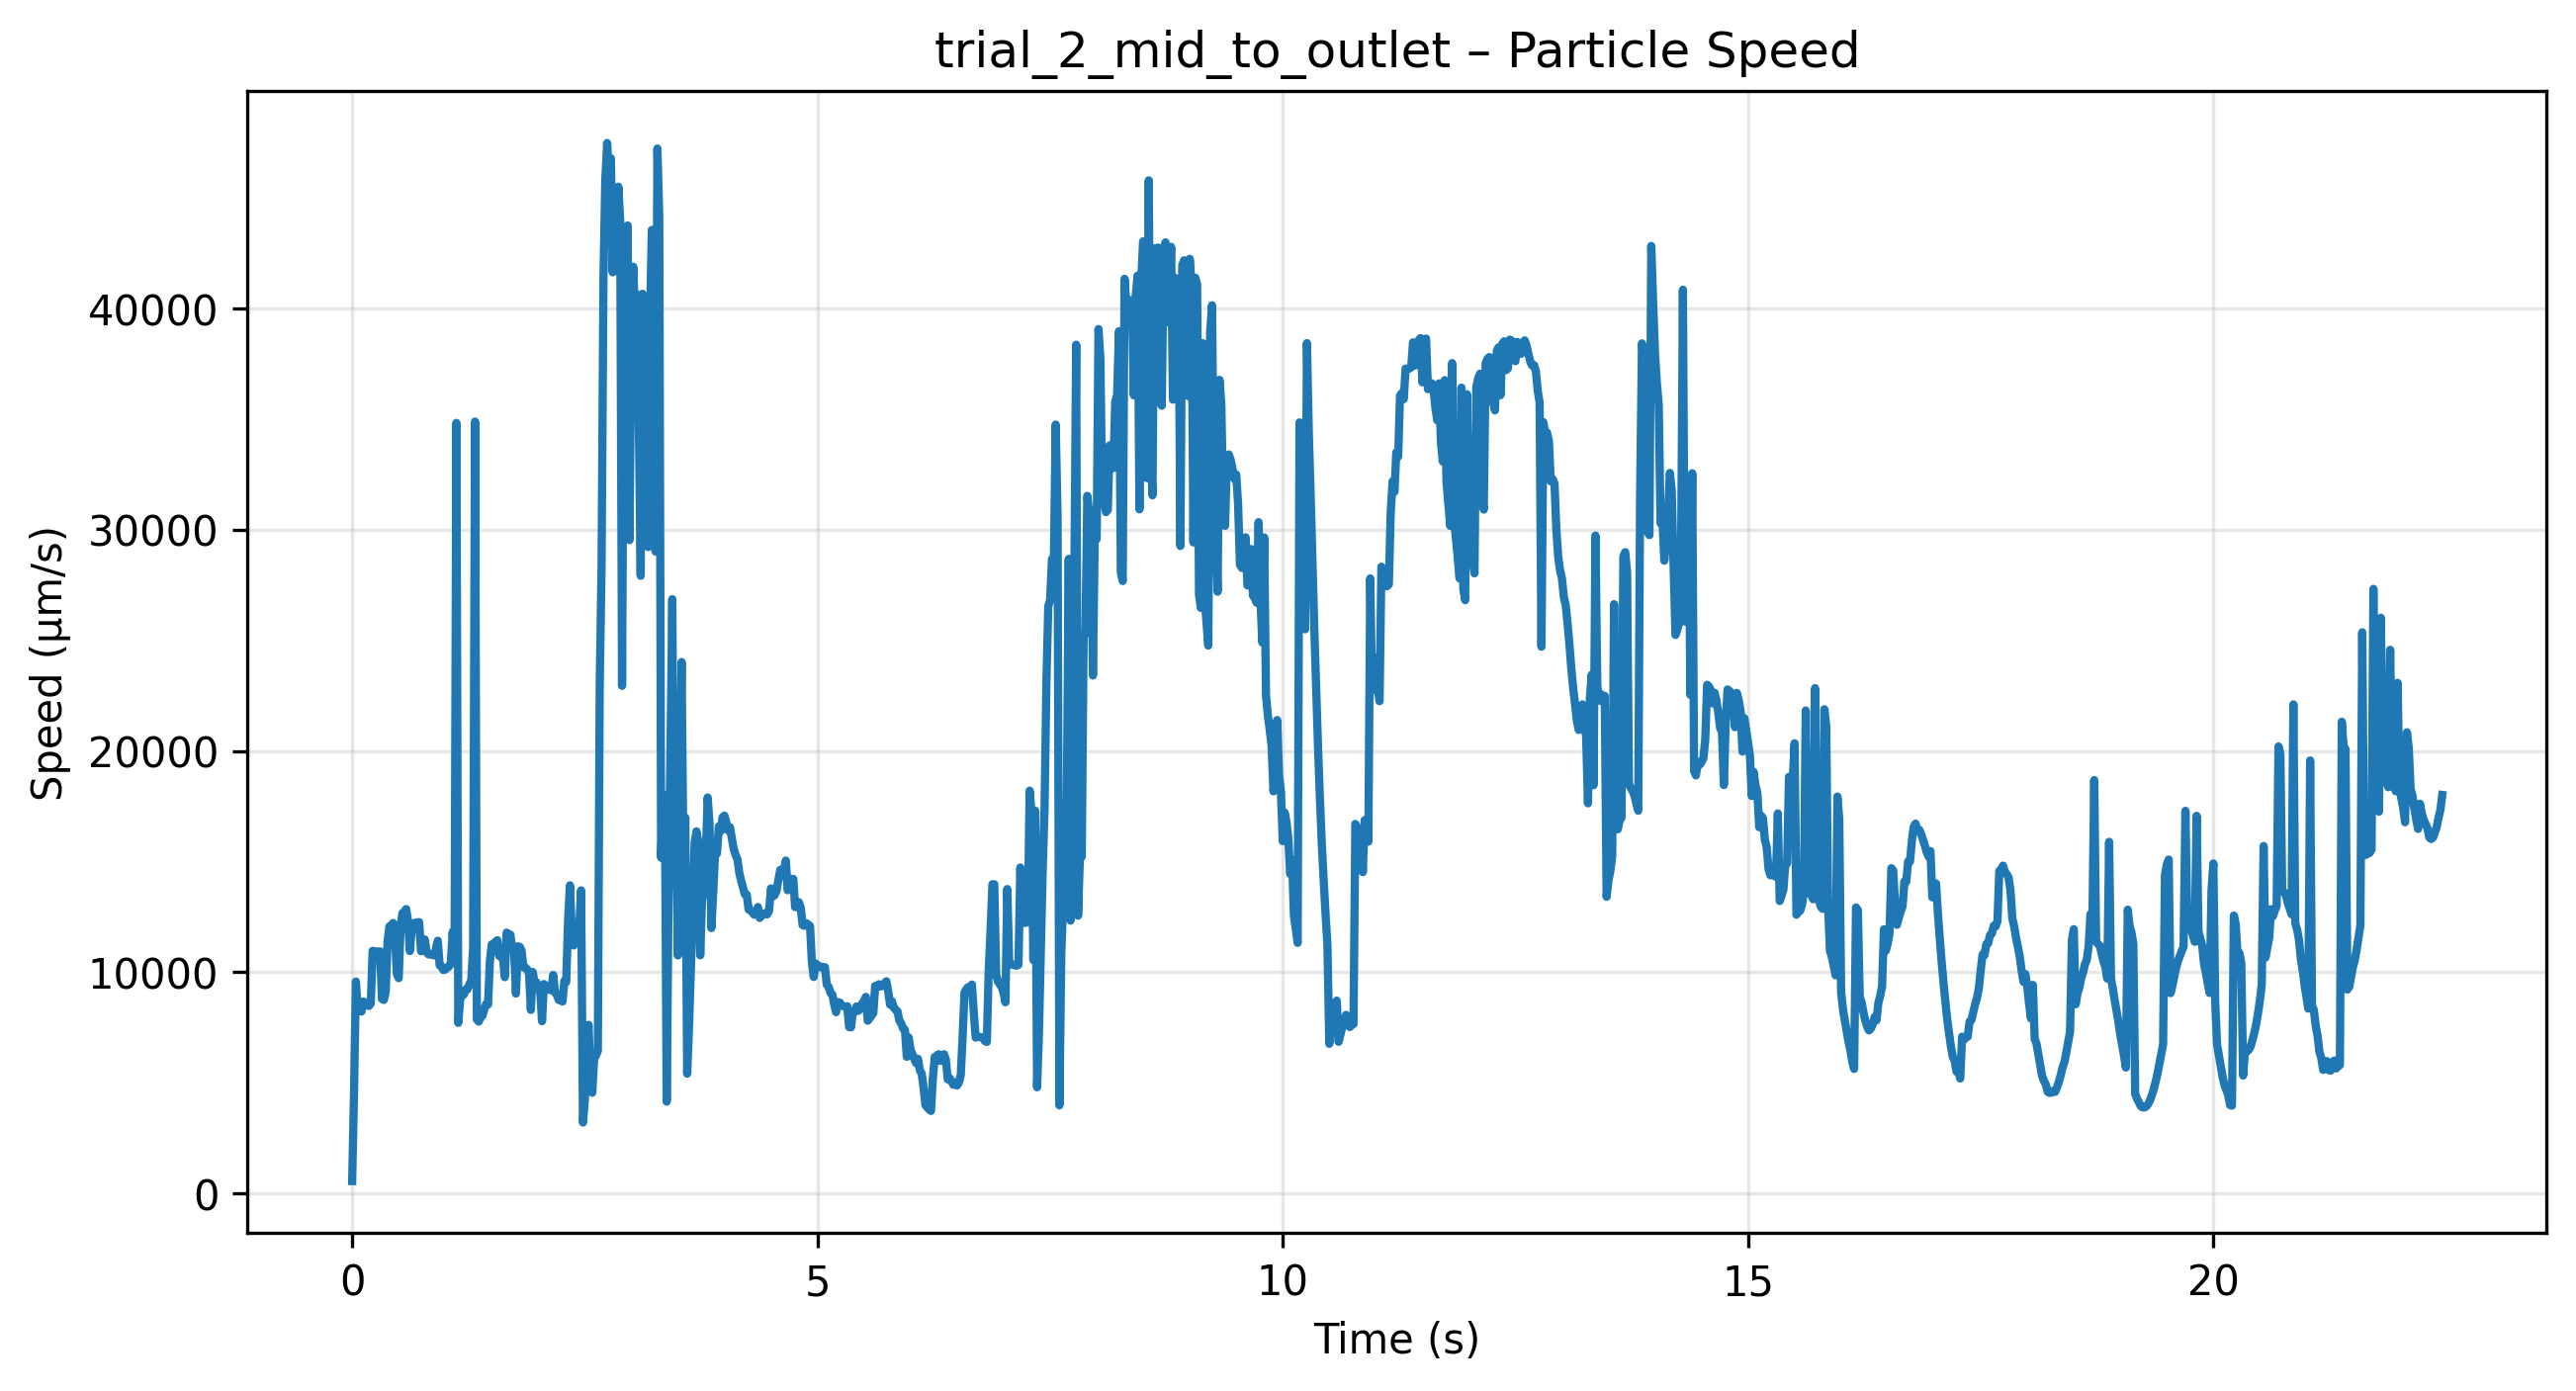 trial_2_mid_to_outlet – Particle Speed
Speed (μm/s)
40000
30000
20000
10000
0
0 5 10 15 20
Time (s)